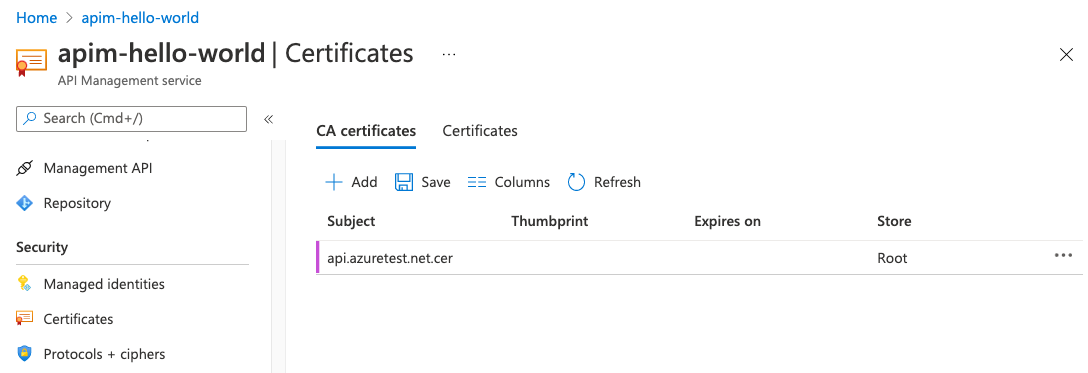 Home > apim-hello-world
apim-hello-world | Certificates ...
API Management service
Search (Cmd+/) «
Management API
Repository
Security
Managed identities
Certificates
Protocols + ciphers
CA certificates Certificates
Add Save Columns Refresh
Subject Thumbprint Expires on Store
api.azuretest.net.cer Root ...